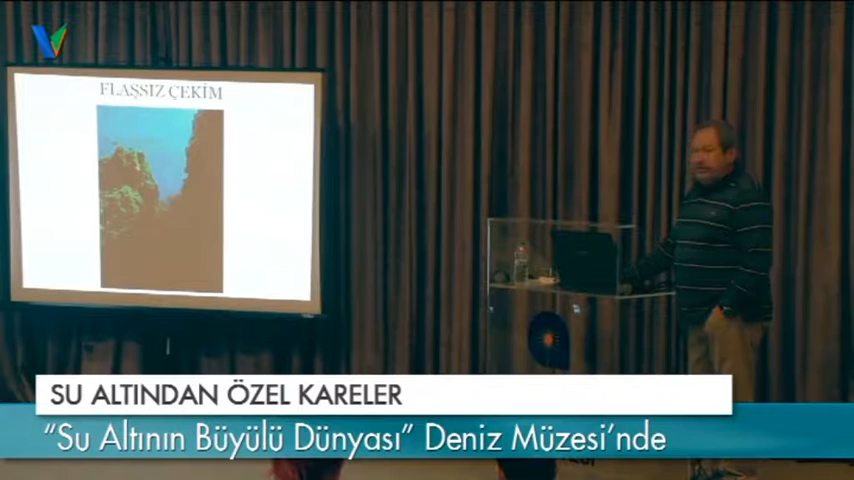 FLAŞSIZ ÇEKİM
SU ALTINDAN ÖZEL KARELER
“Su Altının Büyülü Dünyası” Deniz Müzesi’nde